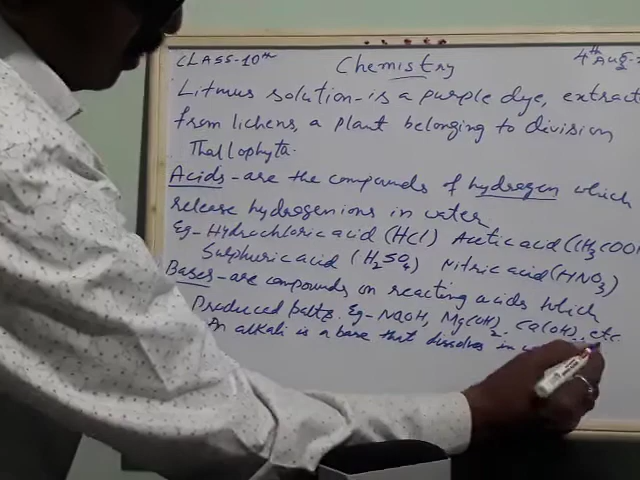 CLASS-10th Chemistry 4th Aug-2
Litmus solution-is a purple dye, extract
from lichens, a plant belonging to division
Thallophyta.
Acids-are the compounds of hydrogen which
release hydrogen ions in water
Eg-Hydrochloric acid (HCl) Acetic acid (CH3COOH
Sulphuric acid (H2SO4) Nitric acid (HNO3)
Bases-are compounds on reacting acids which
Produced salts. Eg-NaOH, Mg(OH)2, Ca(OH)2, etc
An alkali is a base that dissolves in